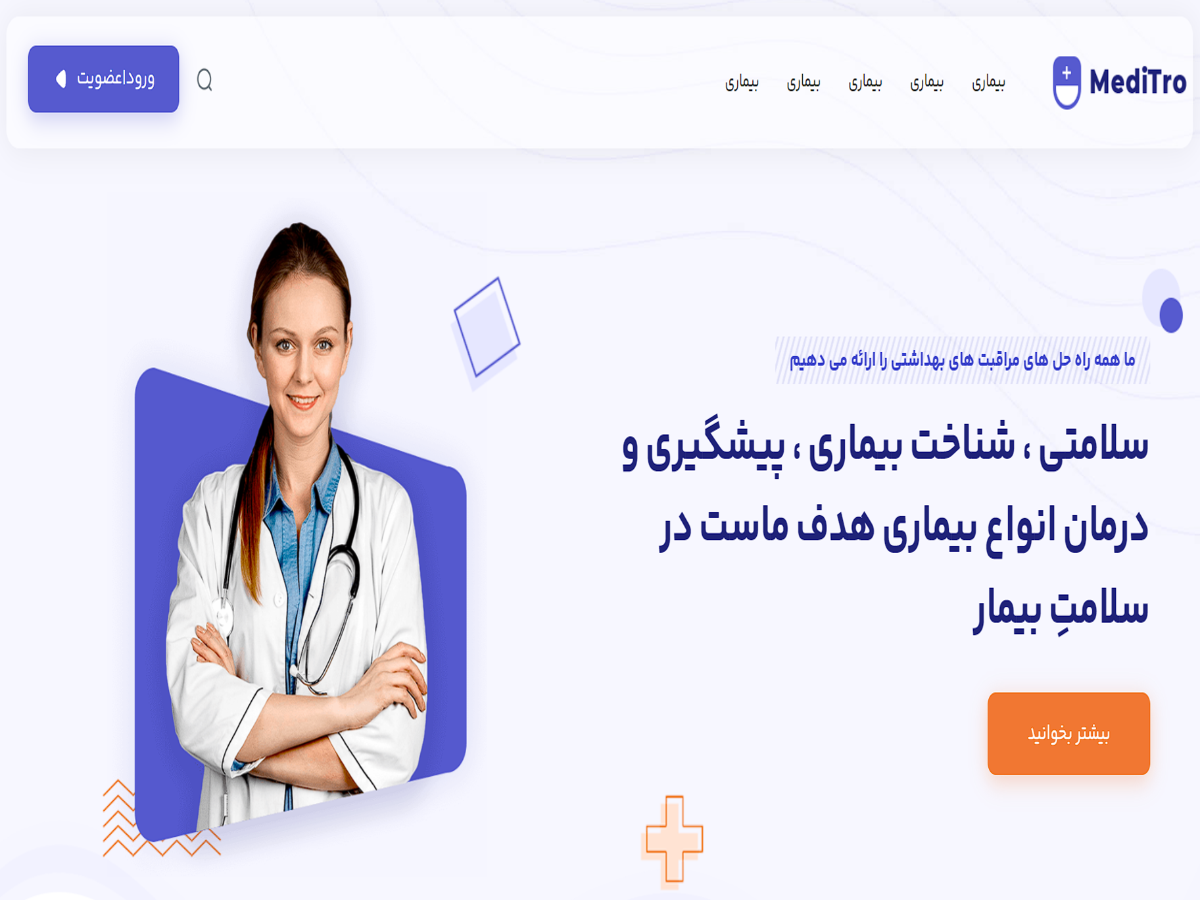 MediTro
بیماری
بیماری
بیماری
بیماری
بیماری
ورود|عضویت
ما همه راه حل های مراقبت های بهداشتی را ارائه می دهیم
سلامتی ، شناخت بیماری ، پیشگیری و
درمان انواع بیماری هدف ماست در
سلامتِ بیمار
بیشتر بخوانید